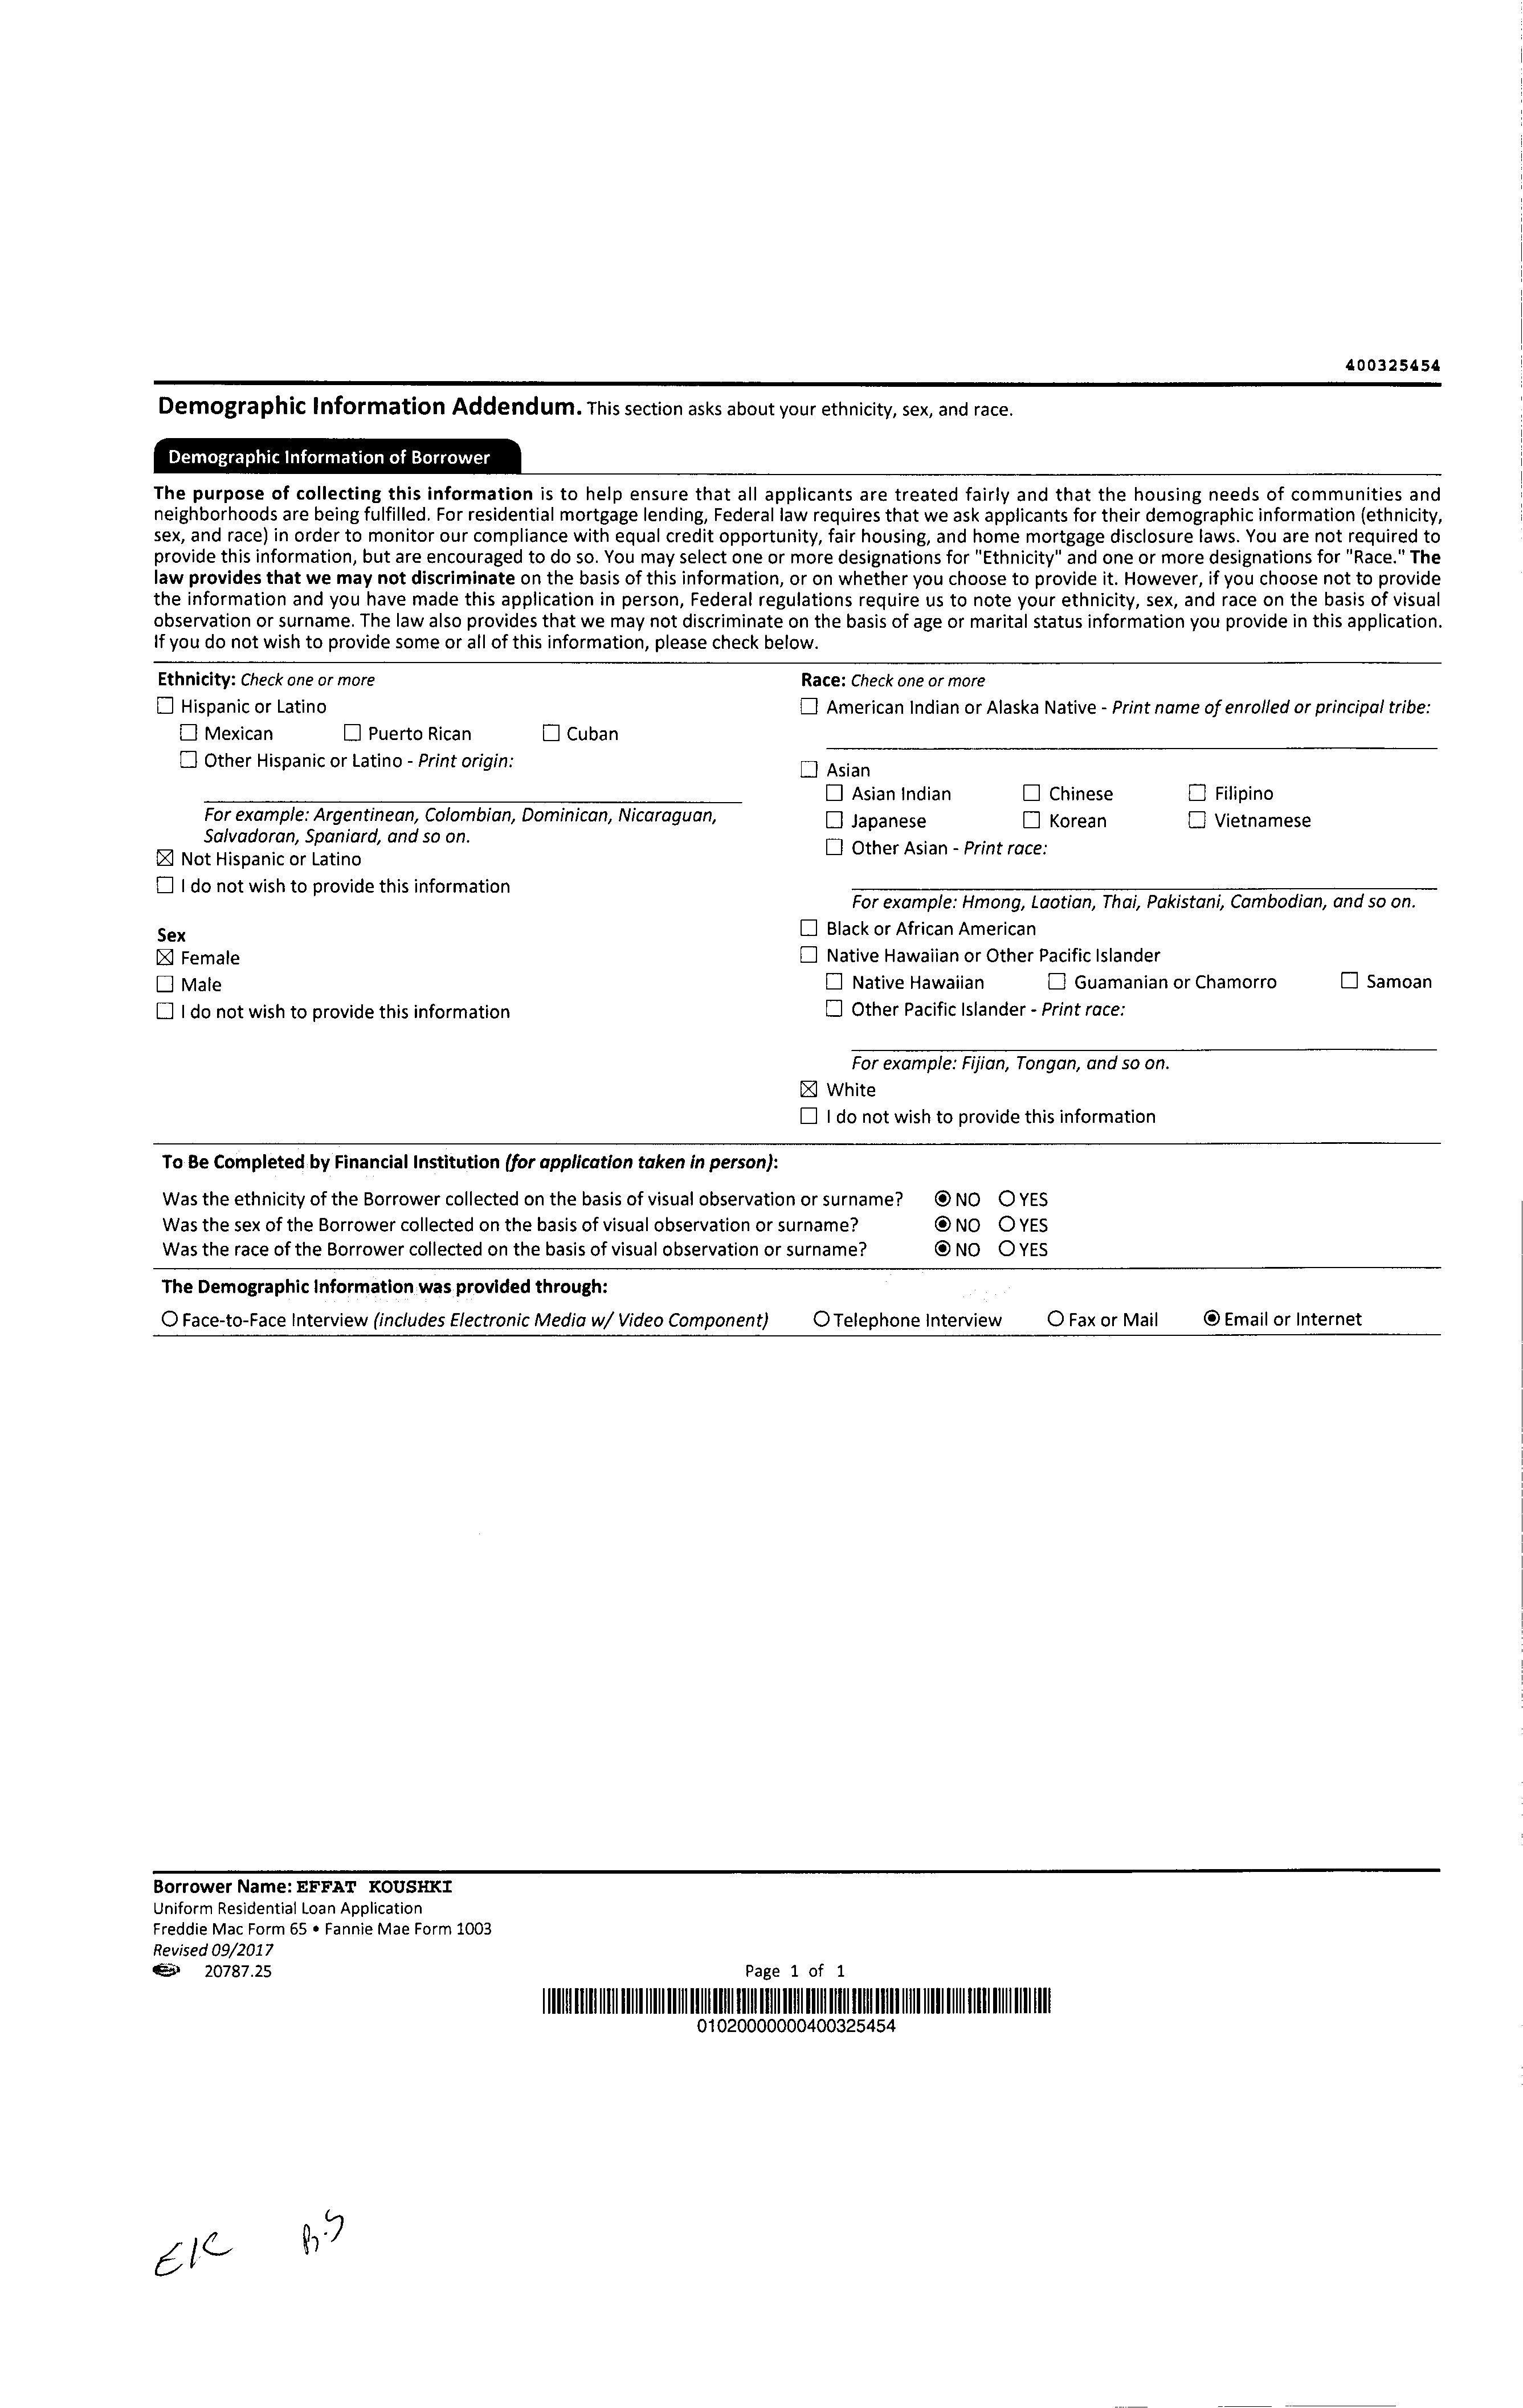 400325454
Demographic Information Addendum. This section asks about your ethnicity, sex, and race.
Demographic Information of Borrower
The purpose of collecting this information is to help ensure that all applicants are treated fairly and that the housing needs of communities and
neighborhoods are being fulfilled. For residential mortgage lending, Federal law requires that we ask applicants for their demographic information (ethnicity,
sex, and race) in order to monitor our compliance with equal credit opportunity, fair housing, and home mortgage disclosure laws. You are not required to
provide this information, but are encouraged to do so. You may select one or more designations for "Ethnicity" and one or more designations for "Race." The
law provides that we may not discriminate on the basis of this information, or on whether you choose to provide it. However, if you choose not to provide
the information and you have made this application in person, Federal regulations require us to note your ethnicity, sex, and race on the basis of visual
observation or surname. The law also provides that we may not discriminate on the basis of age or marital status information you provide in this application.
If you do not wish to provide some or all of this information, please check below.
Ethnicity: Check one or more
☐ Hispanic or Latino
☐ Mexican ☐ Puerto Rican ☐ Cuban
☐ Other Hispanic or Latino - Print origin:
For example: Argentinean, Colombian, Dominican, Nicaraguan,
Salvadoran, Spaniard, and so on.
☒ Not Hispanic or Latino
☐ I do not wish to provide this information
Sex
☒ Female
☐ Male
☐ I do not wish to provide this information
Race: Check one or more
☐ American Indian or Alaska Native - Print name of enrolled or principal tribe:
☐ Asian
☐ Asian Indian ☐ Chinese ☐ Filipino
☐ Japanese ☐ Korean ☐ Vietnamese
☐ Other Asian - Print race:
For example: Hmong, Laotian, Thai, Pakistani, Cambodian, and so on.
☐ Black or African American
☐ Native Hawaiian or Other Pacific Islander
☐ Native Hawaiian ☐ Guamanian or Chamorro ☐ Samoan
☐ Other Pacific Islander - Print race:
For example: Fijian, Tongan, and so on.
☒ White
☐ I do not wish to provide this information
To Be Completed by Financial Institution (for application taken in person):
Was the ethnicity of the Borrower collected on the basis of visual observation or surname? ◉ NO ○ YES
Was the sex of the Borrower collected on the basis of visual observation or surname? ◉ NO ○ YES
Was the race of the Borrower collected on the basis of visual observation or surname? ◉ NO ○ YES
The Demographic Information was provided through:
○ Face-to-Face Interview (includes Electronic Media w/ Video Component) ○ Telephone Interview ○ Fax or Mail ◉ Email or Internet
Borrower Name: EFFAT KOUSHKI
Uniform Residential Loan Application
Freddie Mac Form 65 • Fannie Mae Form 1003
Revised 09/2017
20787.25
Page 1 of 1
01020000000400325454
EK